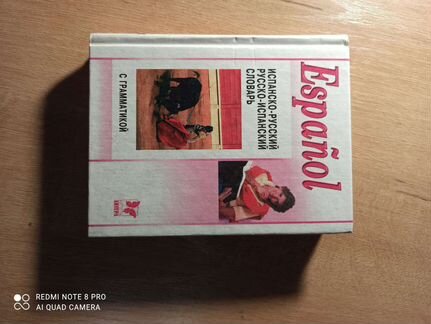 Español
ИСПАНСКО-РУССКИЙ
РУССКО-ИСПАНСКИЙ
СЛОВАРЬ
С ГРАММАТИКОЙ
REDMI NOTE 8 PRO
AI QUAD CAMERA